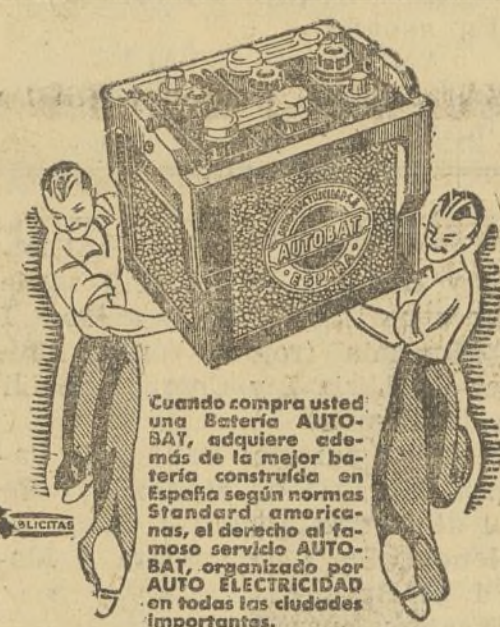 AUTOBAT
ESPAÑA
Cuando compra usted
una Batería AUTO-
BAT, adquiere ade-
más de la mejor ba-
tería construída en
España según normas
Standard america-
nas, el derecho al fa-
moso servicio AUTO-
BAT, organizado por
AUTO ELECTRICIDAD
en todas las ciudades
importantes.
BLICITAS